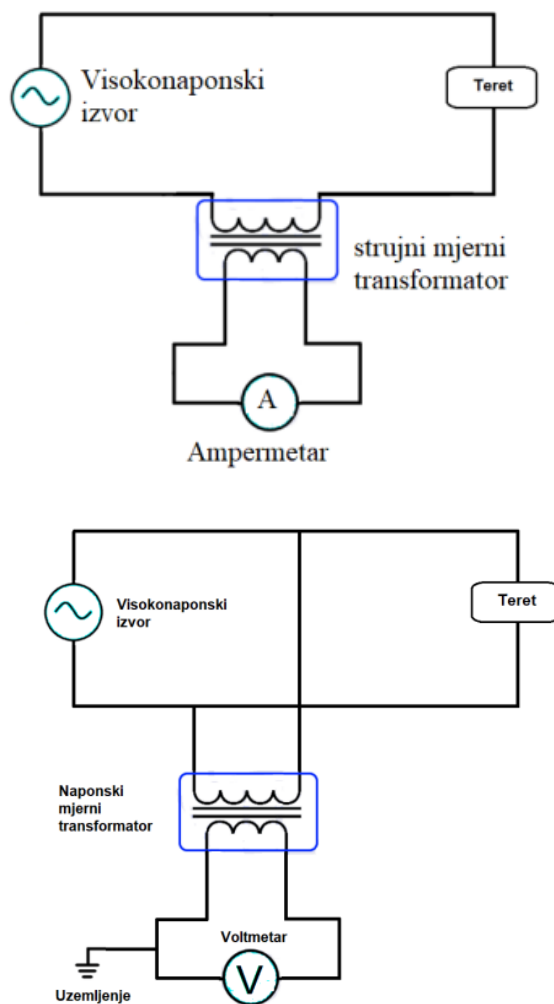 Visokonaponski
izvor
Teret
strujni mjerni
transformator
A
Ampermetar
Visokonaponski
izvor
Teret
Naponski
mjerni
transformator
Voltmetar
V
Uzemljenje